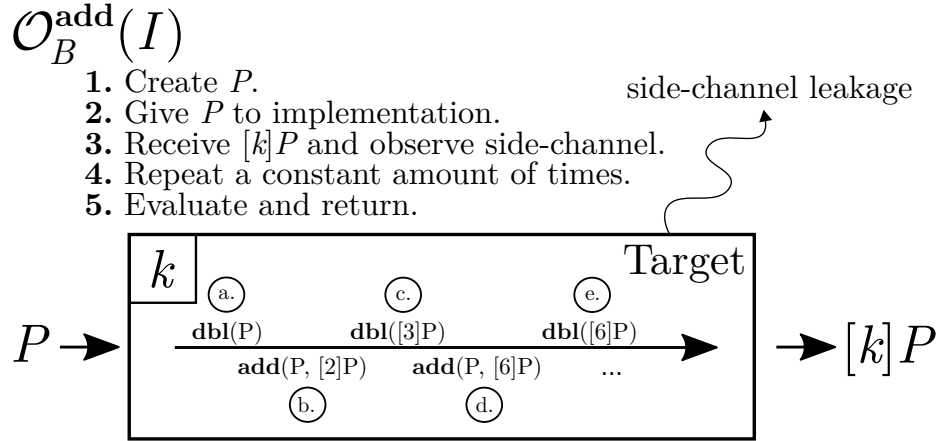 𝒪_B^add(I)
1. Create P.
2. Give P to implementation.
3. Receive [k]P and observe side-channel.
4. Repeat a constant amount of times.
5. Evaluate and return.
side-channel leakage
k
Target
a.
c.
e.
dbl(P)
dbl([3]P)
dbl([6]P)
P
[k]P
add(P, [2]P)
add(P, [6]P)
...
b.
d.